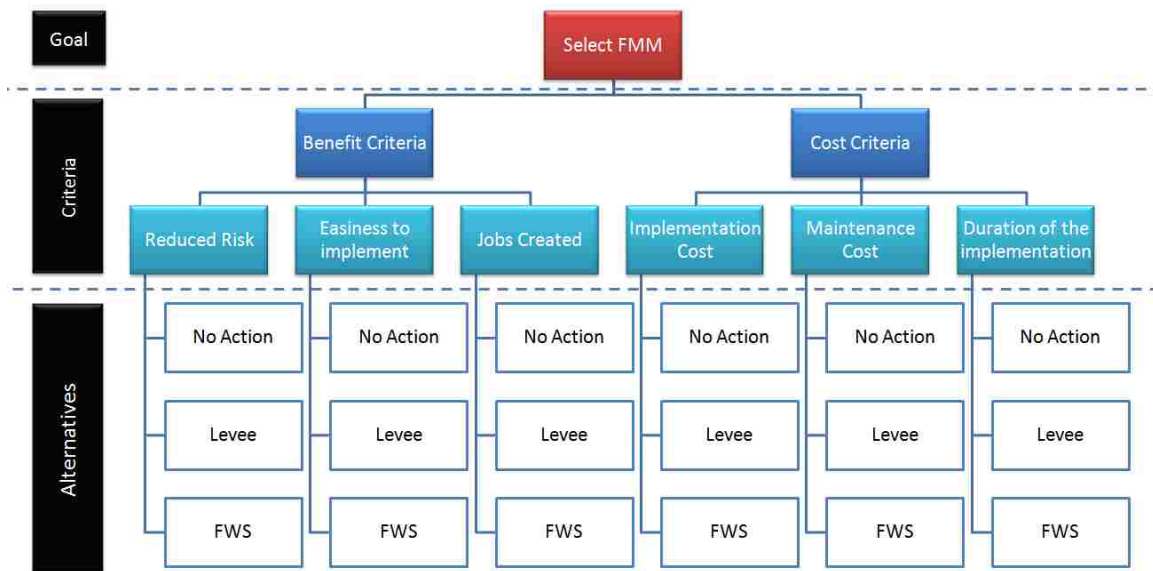 Goal
Select FMM
Criteria
Benefit Criteria
Cost Criteria
Reduced Risk
Easiness to
implement
Jobs Created
Implementation
Cost
Maintenance
Cost
Duration of the
implementation
Alternatives
No Action
No Action
No Action
No Action
No Action
No Action
Levee
Levee
Levee
Levee
Levee
Levee
FWS
FWS
FWS
FWS
FWS
FWS